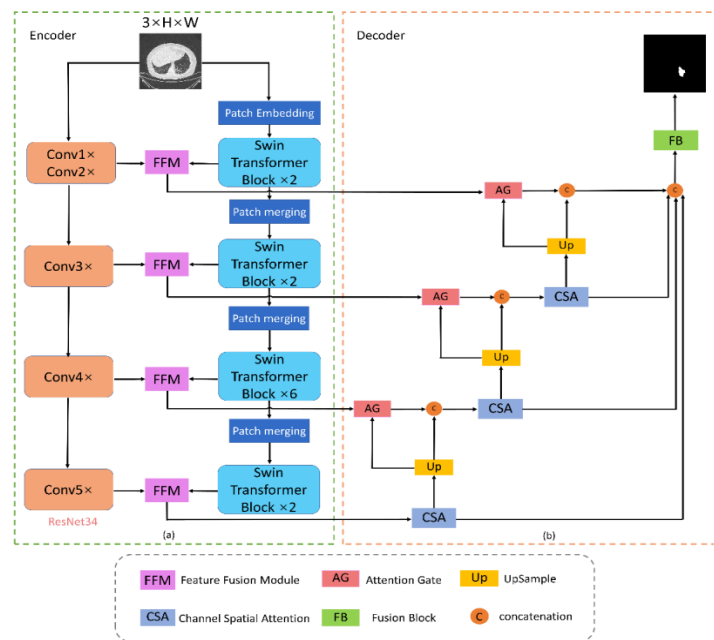 3×H×W
Encoder
Decoder
Patch Embedding
FB
Conv1×
Conv2×
FFM
Swin
Transformer
Block ×2
AG
C
C
Patch merging
Up
Conv3×
FFM
Swin
Transformer
Block ×2
AG
C
CSA
Patch merging
Up
Conv4×
FFM
Swin
Transformer
Block ×6
AG
C
CSA
Patch merging
Up
Conv5×
FFM
Swin
Transformer
Block ×2
CSA
ResNet34
(a)
(b)
FFM Feature Fusion Module
AG Attention Gate
Up UpSample
CSA Channel Spatial Attention
FB Fusion Block
C concatenation